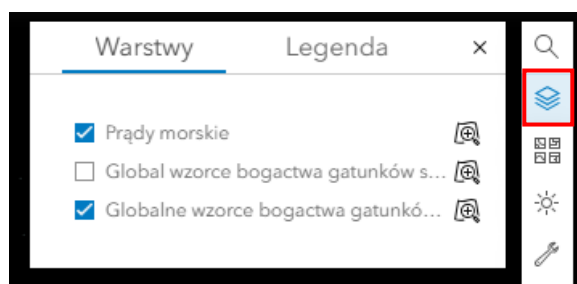 Warstwy Legenda
Prądy morskie
Global wzorce bogactwa gatunków s...
Globalne wzorce bogactwa gatunkó...